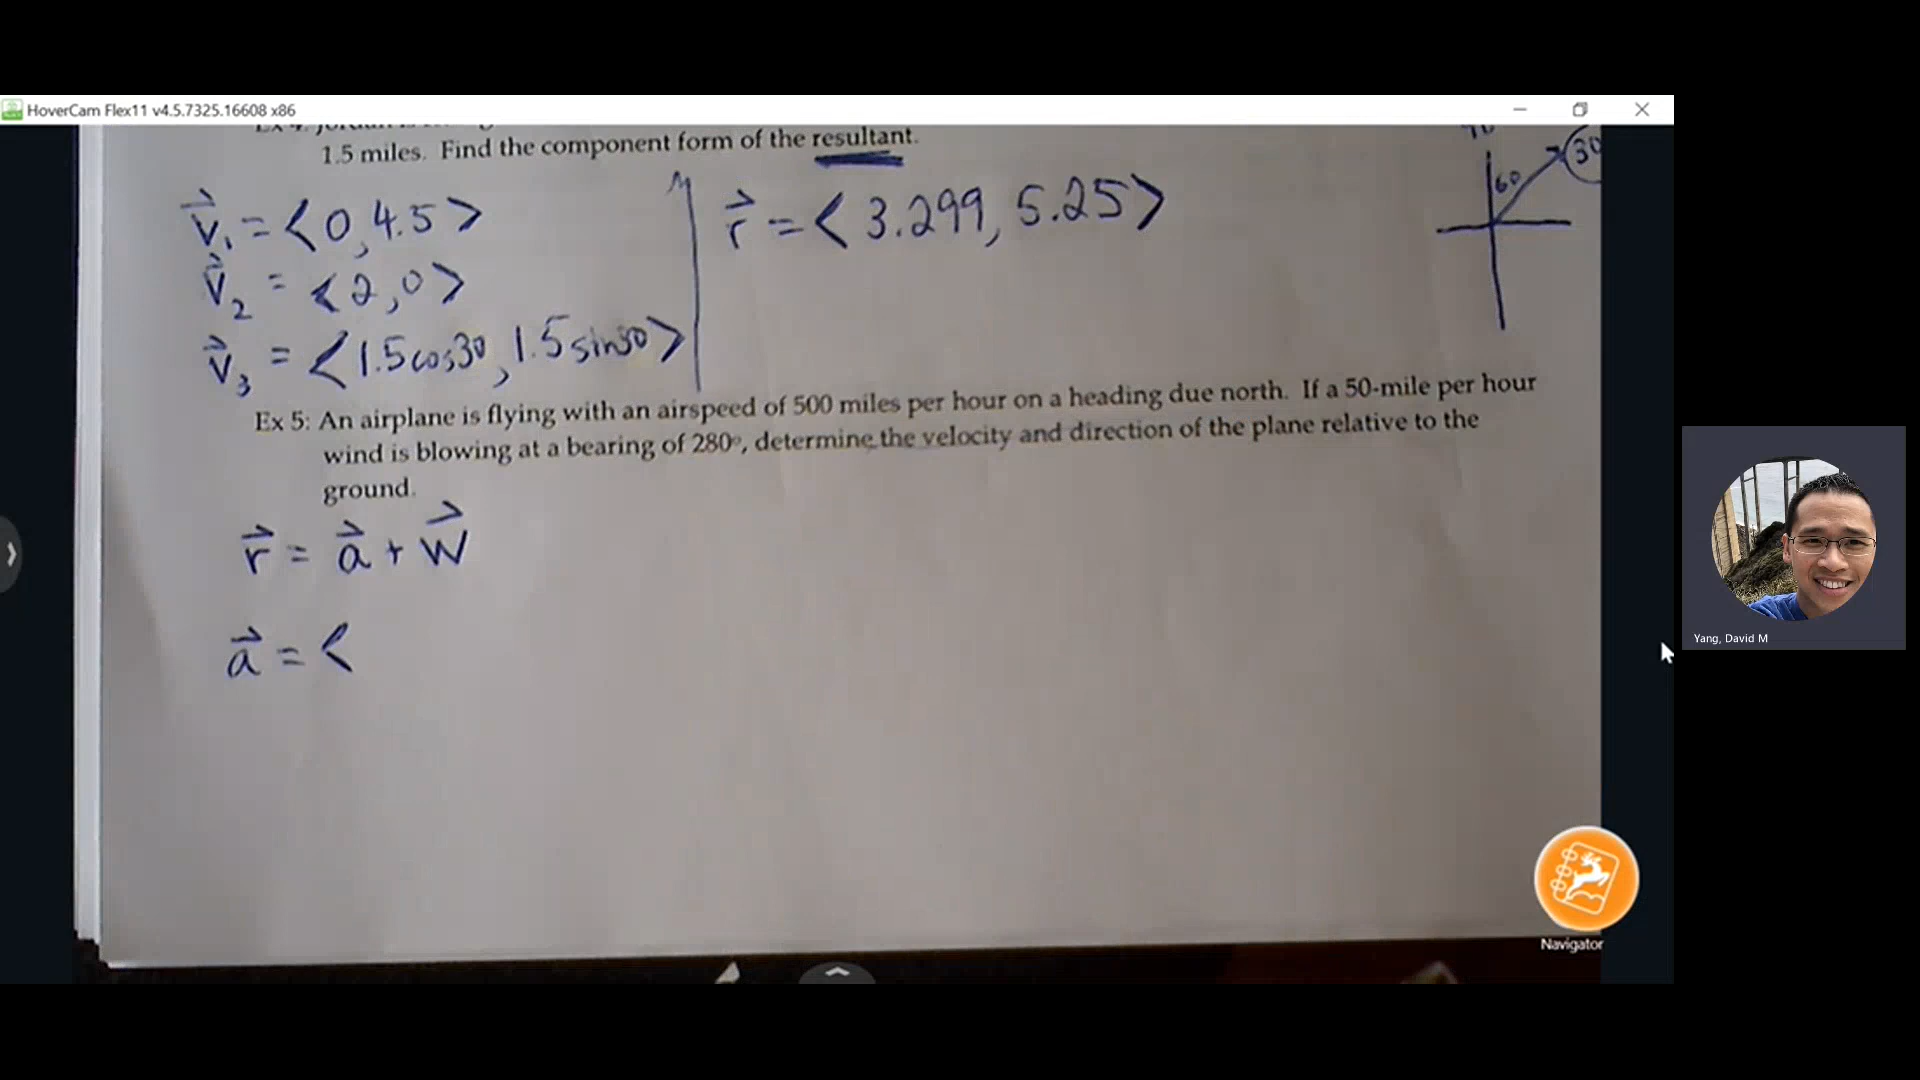 HoverCam Flex11 v4.5.7325.16608 x86
1.5 miles. Find the component form of the resultant.
v⃗₁ = <0, 4.5>
v⃗₂ = <2, 0>
v⃗₃ = <1.5cos30, 1.5sin30>
r⃗ = <3.299, 5.25>
60
30
Ex 5: An airplane is flying with an airspeed of 500 miles per hour on a heading due north. If a 50-mile per hour
wind is blowing at a bearing of 280°, determine the velocity and direction of the plane relative to the
ground.
r⃗ = a⃗ + w⃗
a⃗ = <
Navigator
Yang, David M